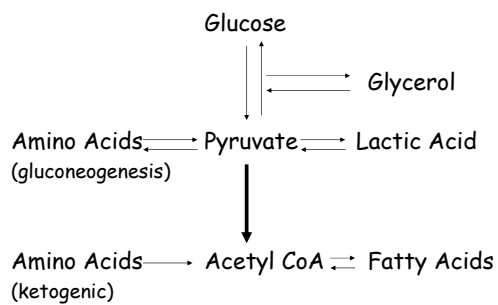 Glucose
Glycerol
Amino Acids Pyruvate Lactic Acid
(gluconeogenesis)
Amino Acids Acetyl CoA Fatty Acids
(ketogenic)